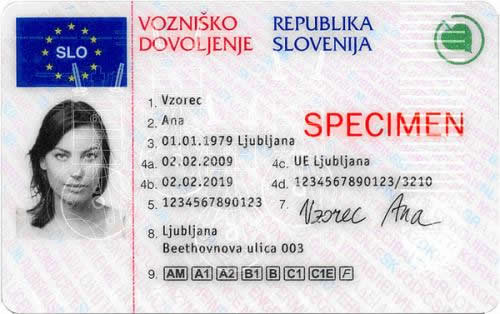 SLO
VOZNIŠKO DOVOLJENJE
REPUBLIKA SLOVENIJA
1. Vzorec
2. Ana
SPECIMEN
3. 01.01.1979 Ljubljana
4a. 02.02.2009 4c. UE Ljubljana
4b. 02.02.2019 4d. 1234567890123/3210
5. 1234567890123 7. Vzorec Ana
8. Ljubljana
Beethovnova ulica 003
9. AM A1 A2 B1 B C1 C1E F